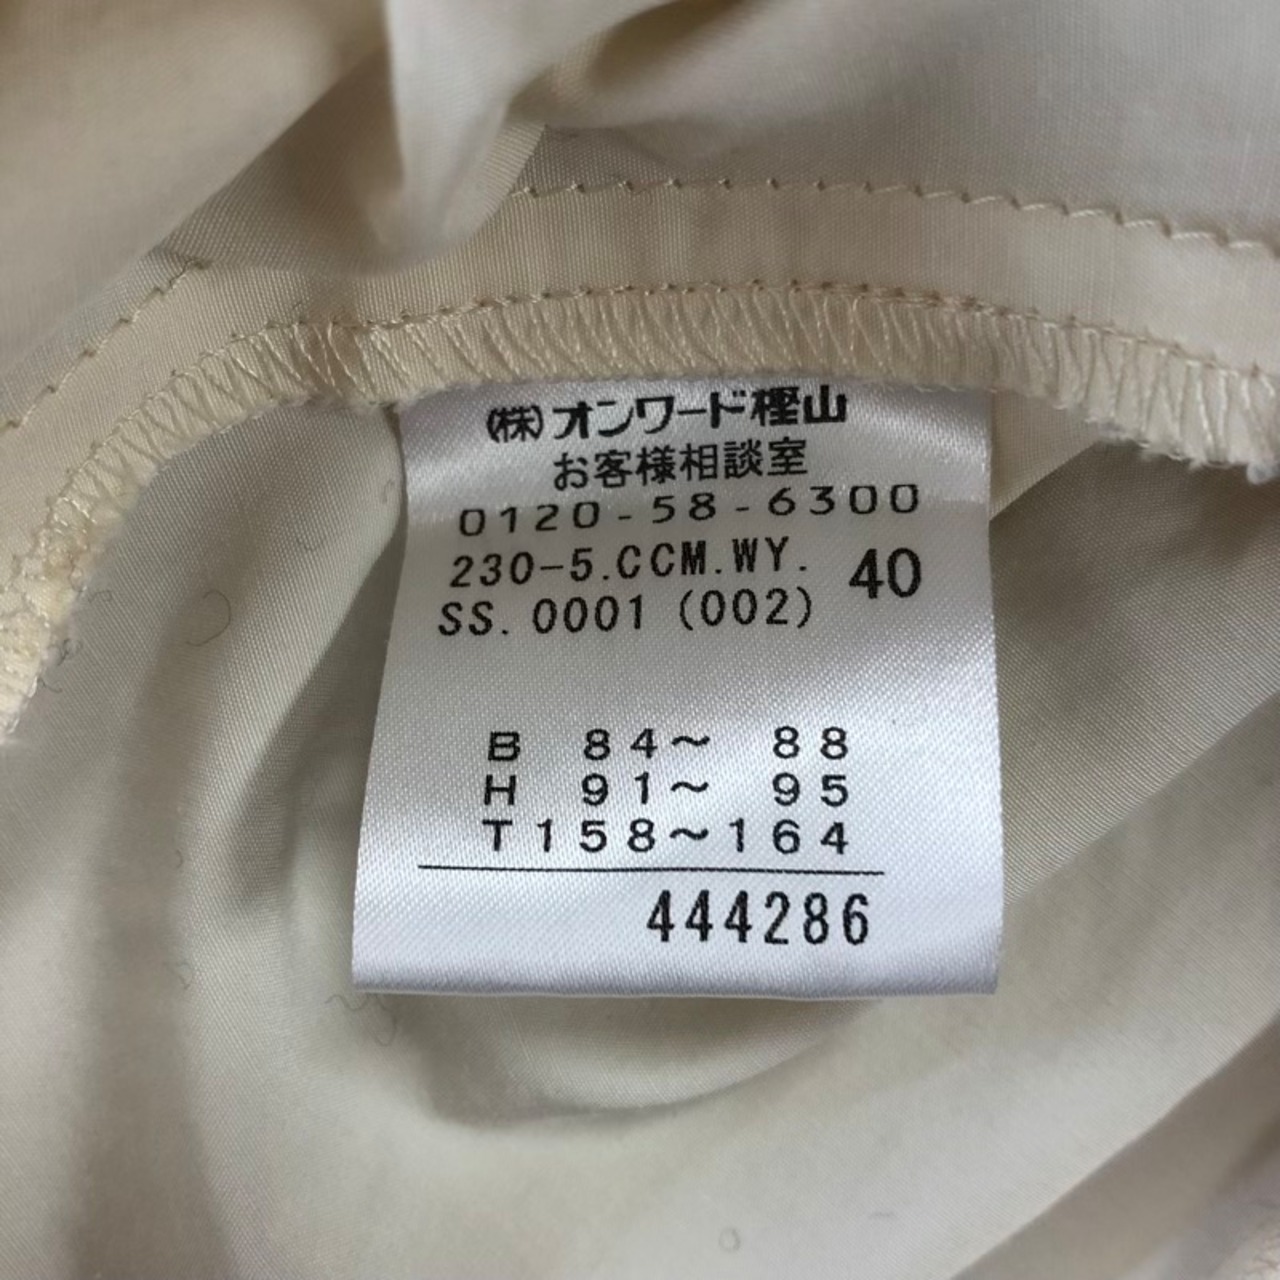 (株)オンワード樫山
お客様相談室
0120-58-6300
230-5.CCM.WY. 40
SS. 0001 (002)
B 84～ 88
H 91～ 95
T158～164
444286